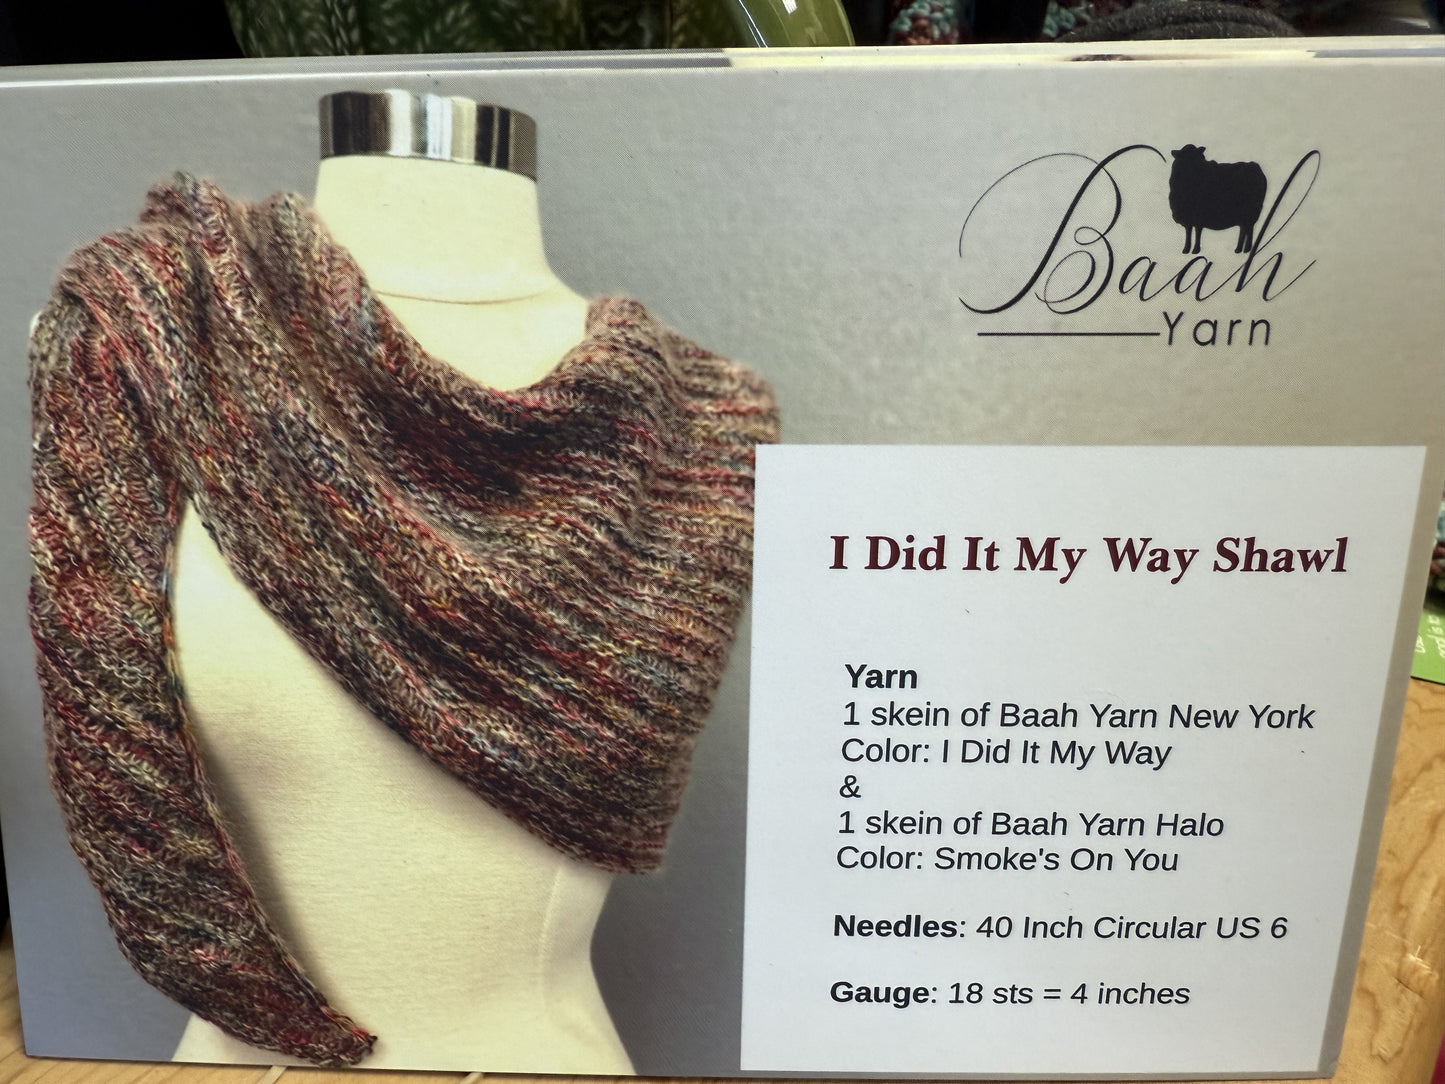 Baah
Yarn
I Did It My Way Shawl
Yarn
1 skein of Baah Yarn New York
Color: I Did It My Way
&
1 skein of Baah Yarn Halo
Color: Smoke's On You
Needles: 40 Inch Circular US 6
Gauge: 18 sts = 4 inches